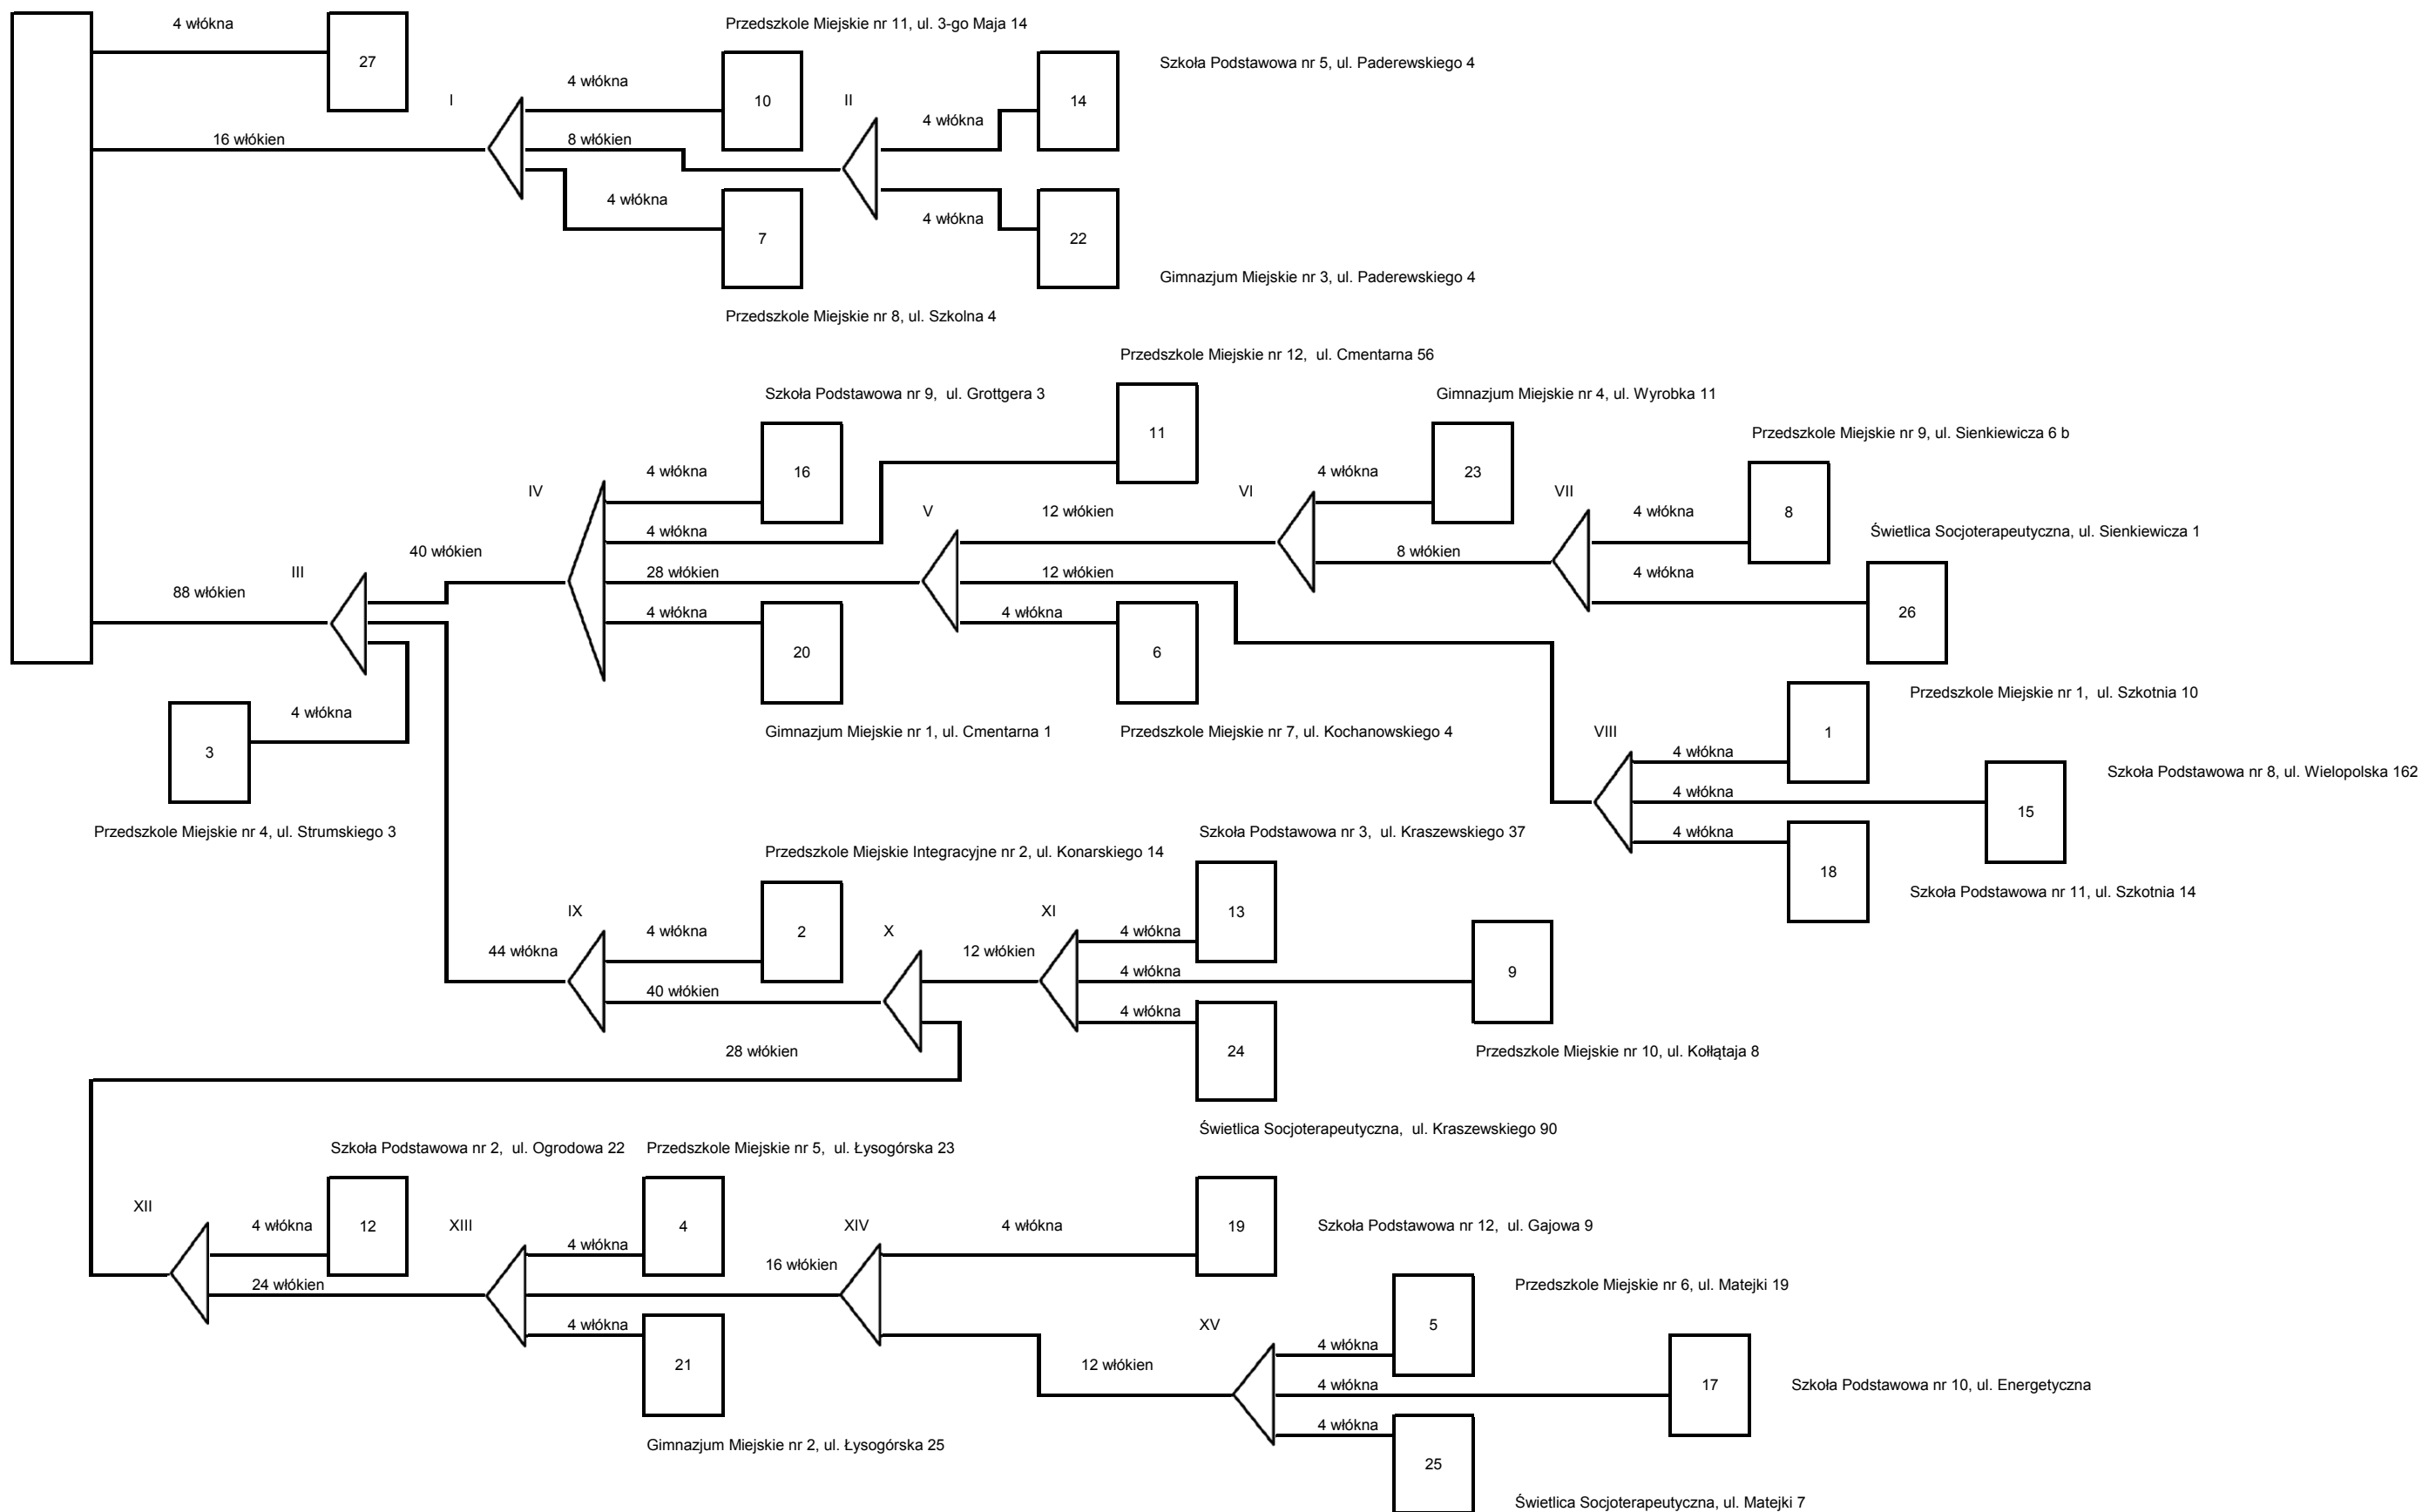 4 włókna
27
Przedszkole Miejskie nr 11, ul. 3-go Maja 14
Szkoła Podstawowa nr 5, ul. Paderewskiego 4
I
4 włókna
10
II
14
4 włókna
16 włókien
8 włókien
4 włókna
7
4 włókna
22
Gimnazjum Miejskie nr 3, ul. Paderewskiego 4
Przedszkole Miejskie nr 8, ul. Szkolna 4
Przedszkole Miejskie nr 12, ul. Cmentarna 56
Szkoła Podstawowa nr 9, ul. Grottgera 3
Gimnazjum Miejskie nr 4, ul. Wyrobka 11
11
Przedszkole Miejskie nr 9, ul. Sienkiewicza 6 b
4 włókna
16
4 włókna
23
IV
VI
VII
V
12 włókien
4 włókna
8
4 włókna
Świetlica Socjoterapeutyczna, ul. Sienkiewicza 1
40 włókien
8 włókien
III
28 włókien
12 włókien
4 włókna
88 włókien
4 włókna
4 włókna
26
20
6
Przedszkole Miejskie nr 1, ul. Szkotnia 10
4 włókna
Gimnazjum Miejskie nr 1, ul. Cmentarna 1
Przedszkole Miejskie nr 7, ul. Kochanowskiego 4
VIII
1
3
4 włókna
Szkoła Podstawowa nr 8, ul. Wielopolska 162
4 włókna
15
Przedszkole Miejskie nr 4, ul. Strumskiego 3
Szkoła Podstawowa nr 3, ul. Kraszewskiego 37
4 włókna
Przedszkole Miejskie Integracyjne nr 2, ul. Konarskiego 14
18
Szkoła Podstawowa nr 11, ul. Szkotnia 14
IX
XI
13
4 włókna
2
X
4 włókna
44 włókna
12 włókien
4 włókna
9
40 włókien
4 włókna
28 włókien
24
Przedszkole Miejskie nr 10, ul. Kołłątaja 8
Świetlica Socjoterapeutyczna, ul. Kraszewskiego 90
Szkoła Podstawowa nr 2, ul. Ogrodowa 22
Przedszkole Miejskie nr 5, ul. Łysogórska 23
XII
4 włókna
12
XIII
4
XIV
4 włókna
19
Szkoła Podstawowa nr 12, ul. Gajowa 9
4 włókna
16 włókien
24 włókien
Przedszkole Miejskie nr 6, ul. Matejki 19
4 włókna
XV
5
4 włókna
21
12 włókien
4 włókna
17
Szkoła Podstawowa nr 10, ul. Energetyczna
4 włókna
Gimnazjum Miejskie nr 2, ul. Łysogórska 25
25
Świetlica Socjoterapeutyczna, ul. Matejki 7